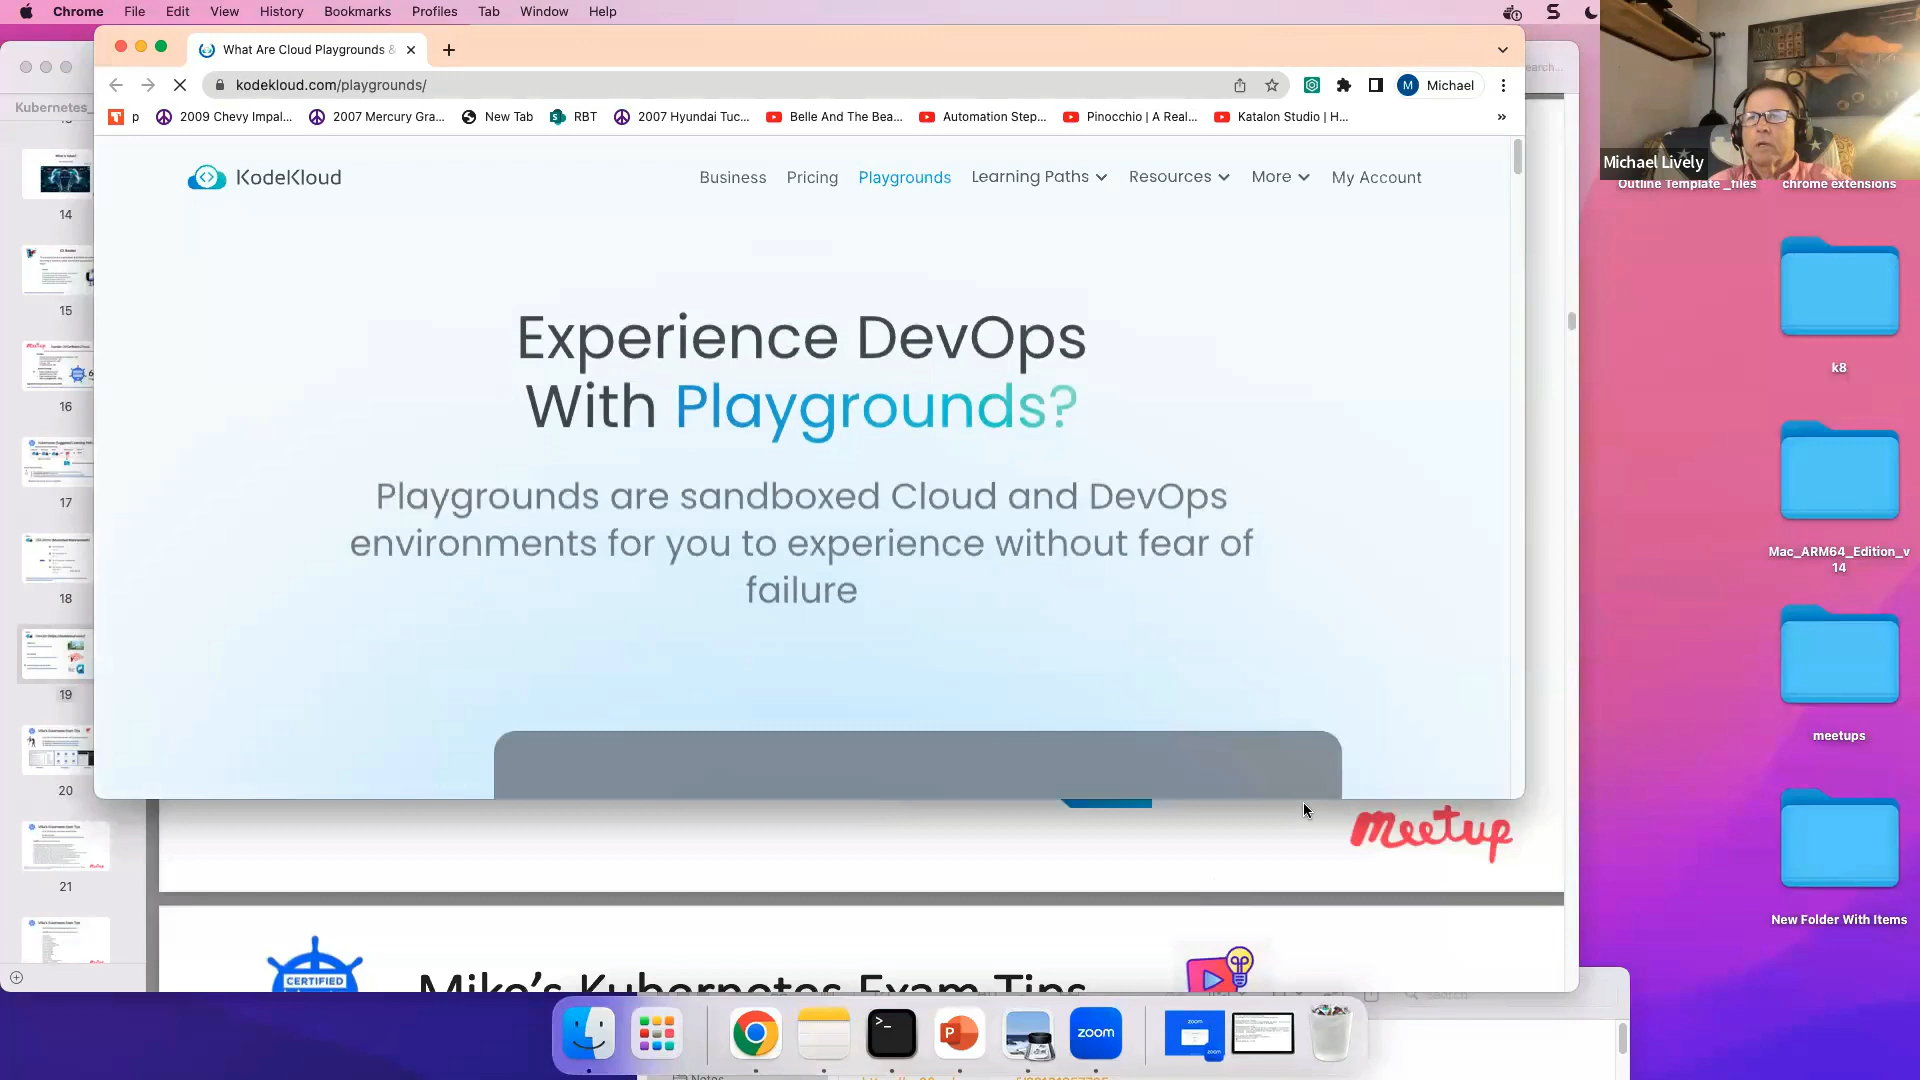 Chrome File Edit View History Bookmarks Profiles Tab Window Help
What Are Cloud Playgrounds &
kodekloud.com/playgrounds/
M Michael
p 2009 Chevy Impal... 2007 Mercury Gra... New Tab RBT 2007 Hyundai Tuc... Belle And The Bea... Automation Step... Pinocchio | A Real... Katalon Studio | H... »
Kubernetes_
earch...
Michael Lively
Outline Template _files
chrome extensions
KodeKloud
Business Pricing Playgrounds Learning Paths Resources More My Account
Experience DevOps
With Playgrounds?
Playgrounds are sandboxed Cloud and DevOps
environments for you to experience without fear of
failure
14
15
16
17
18
19
20
21
k8
Mac_ARM64_Edition_v
14
meetups
New Folder With Items
Meetup
CERTIFIED
Mike's Kubernetes Exam Tips
Search
zoom
zoom
zoom
Notes